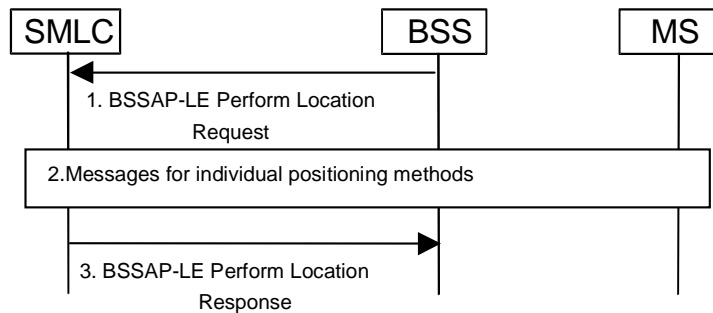 SMLC
BSS
MS
1. BSSAP-LE Perform Location
Request
2.Messages for individual positioning methods
3. BSSAP-LE Perform Location
Response